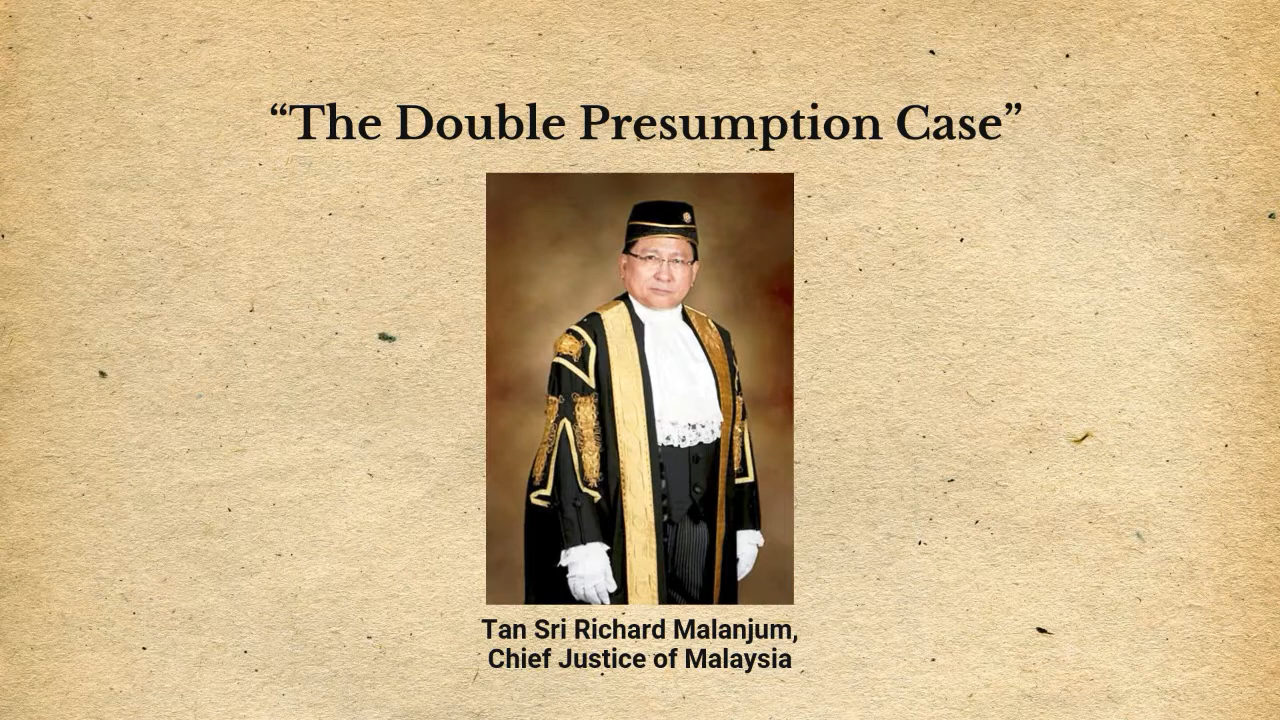 “The Double Presumption Case”
Tan Sri Richard Malanjum,
Chief Justice of Malaysia